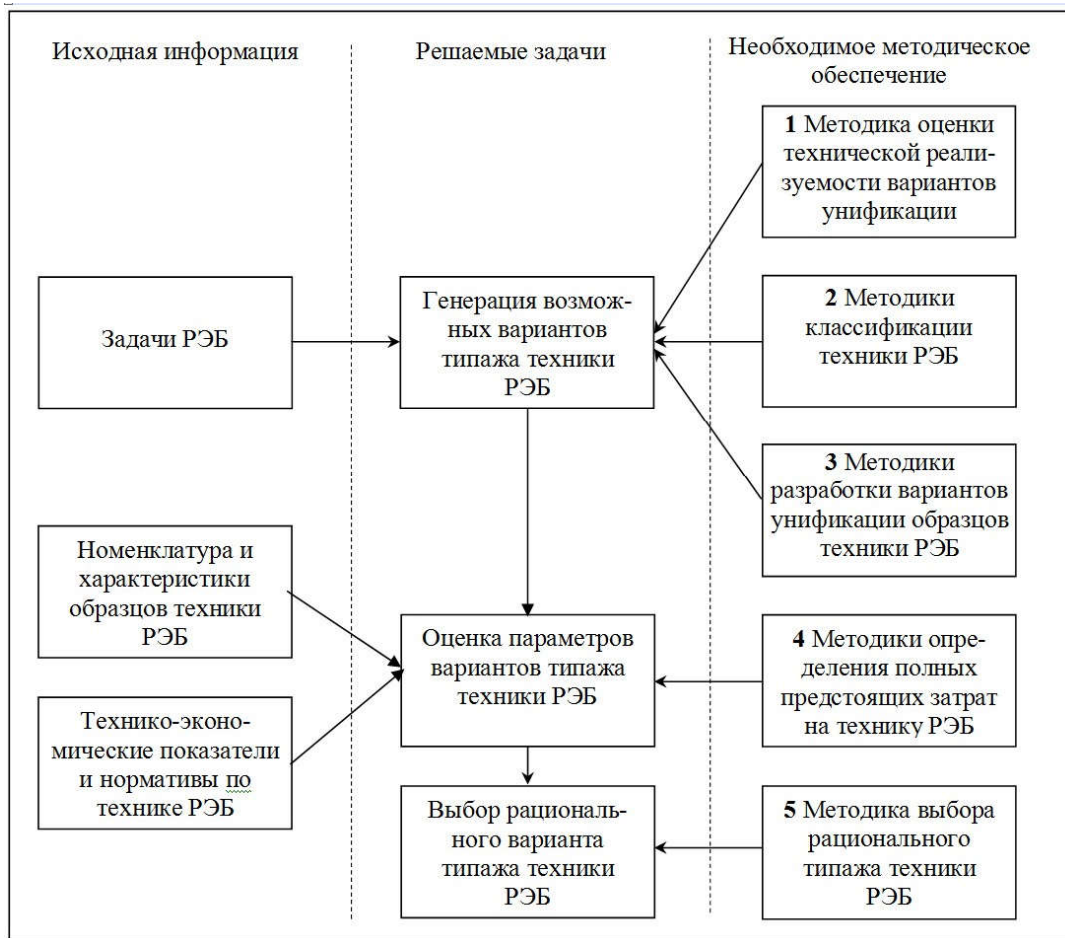 Исходная информация
Решаемые задачи
Необходимое методическое
обеспечение
1 Методика оценки
технической реали-
зуемости вариантов
унификации
Задачи РЭБ
Генерация возмож-
ных вариантов
типажа техники
РЭБ
2 Методики
классификации
техники РЭБ
3 Методики
разработки вариантов
унификации образцов
техники РЭБ
Номенклатура и
характеристики
образцов техники
РЭБ
Технико-эконо-
мические показатели
и нормативы по
технике РЭБ
Оценка параметров
вариантов типажа
техники РЭБ
4 Методики опре-
деления полных
предстоящих затрат
на технику РЭБ
Выбор рациональ-
ного варианта
типажа техники
РЭБ
5 Методика выбора
рационального
типажа техники
РЭБ